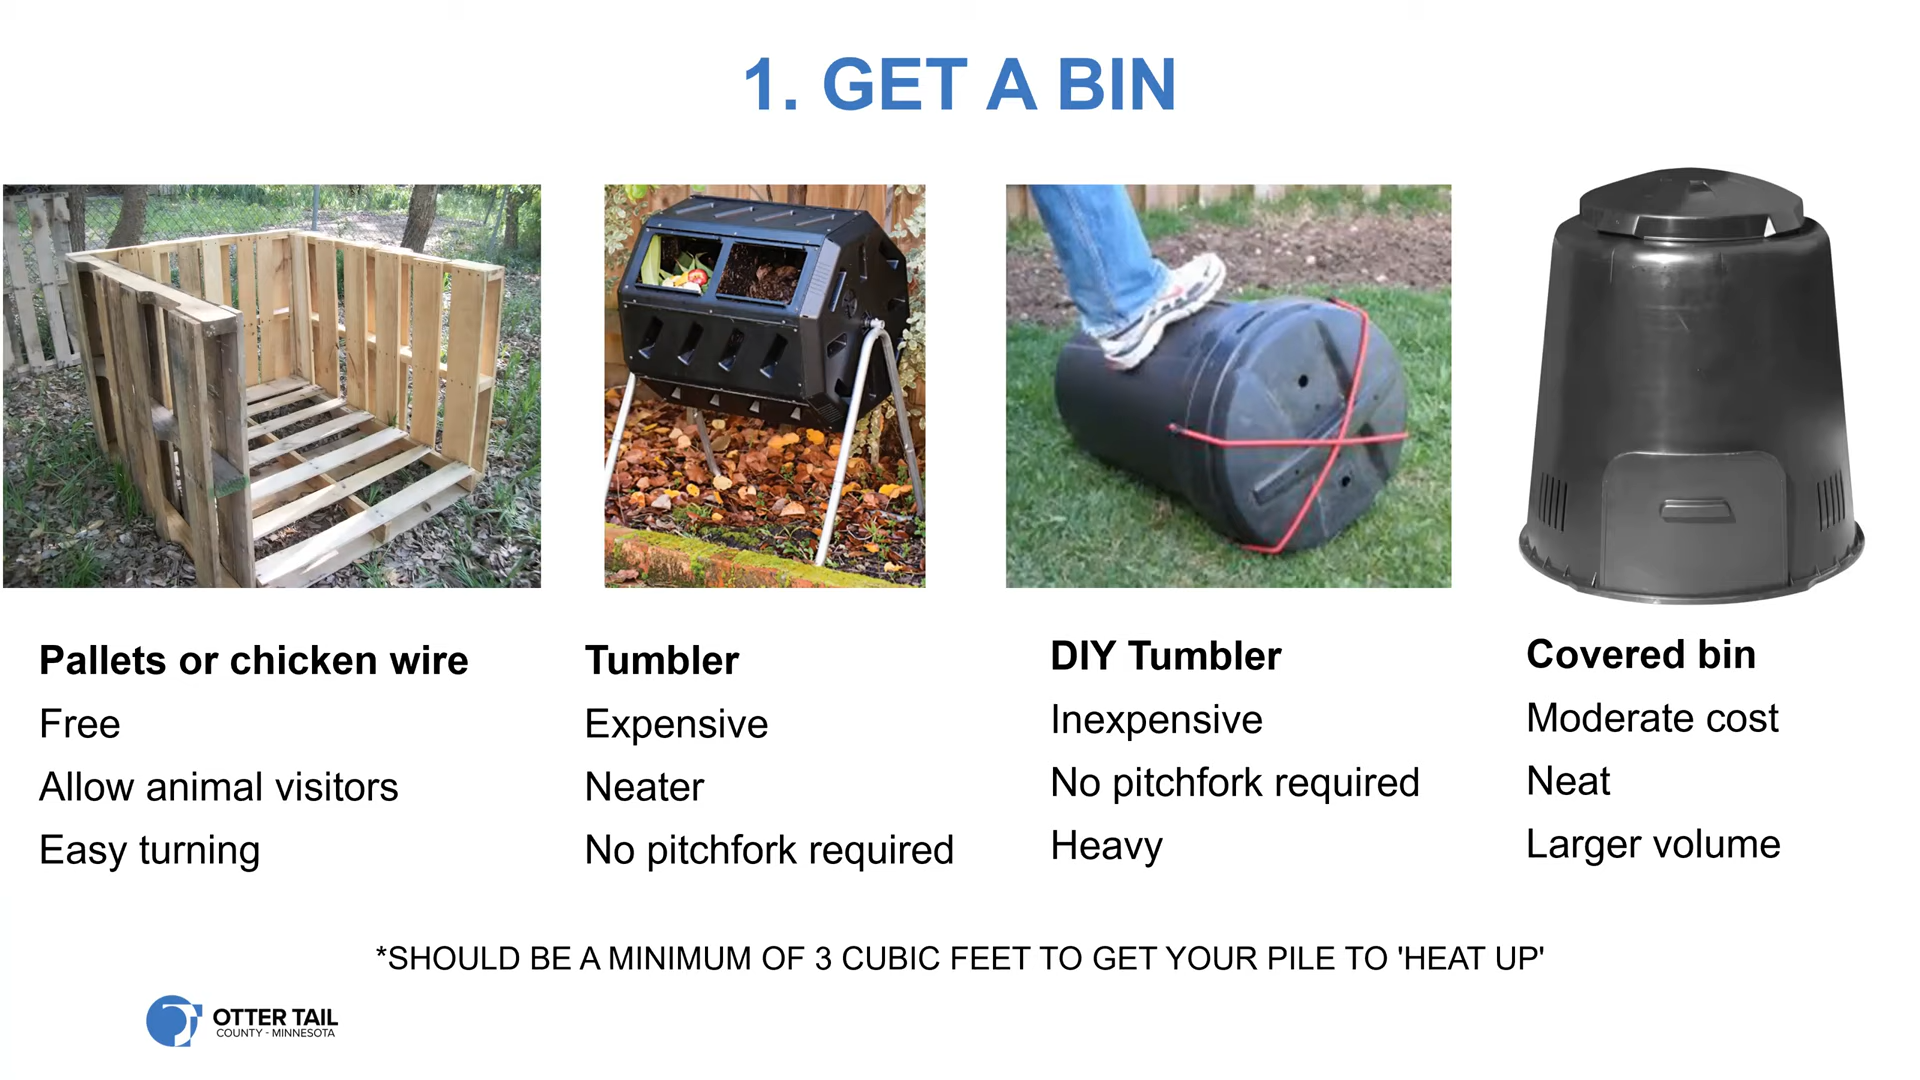 1. GET A BIN
Pallets or chicken wire
Free
Allow animal visitors
Easy turning
Tumbler
Expensive
Neater
No pitchfork required
DIY Tumbler
Inexpensive
No pitchfork required
Heavy
Covered bin
Moderate cost
Neat
Larger volume
*SHOULD BE A MINIMUM OF 3 CUBIC FEET TO GET YOUR PILE TO 'HEAT UP'
OTTER TAIL
COUNTY - MINNESOTA